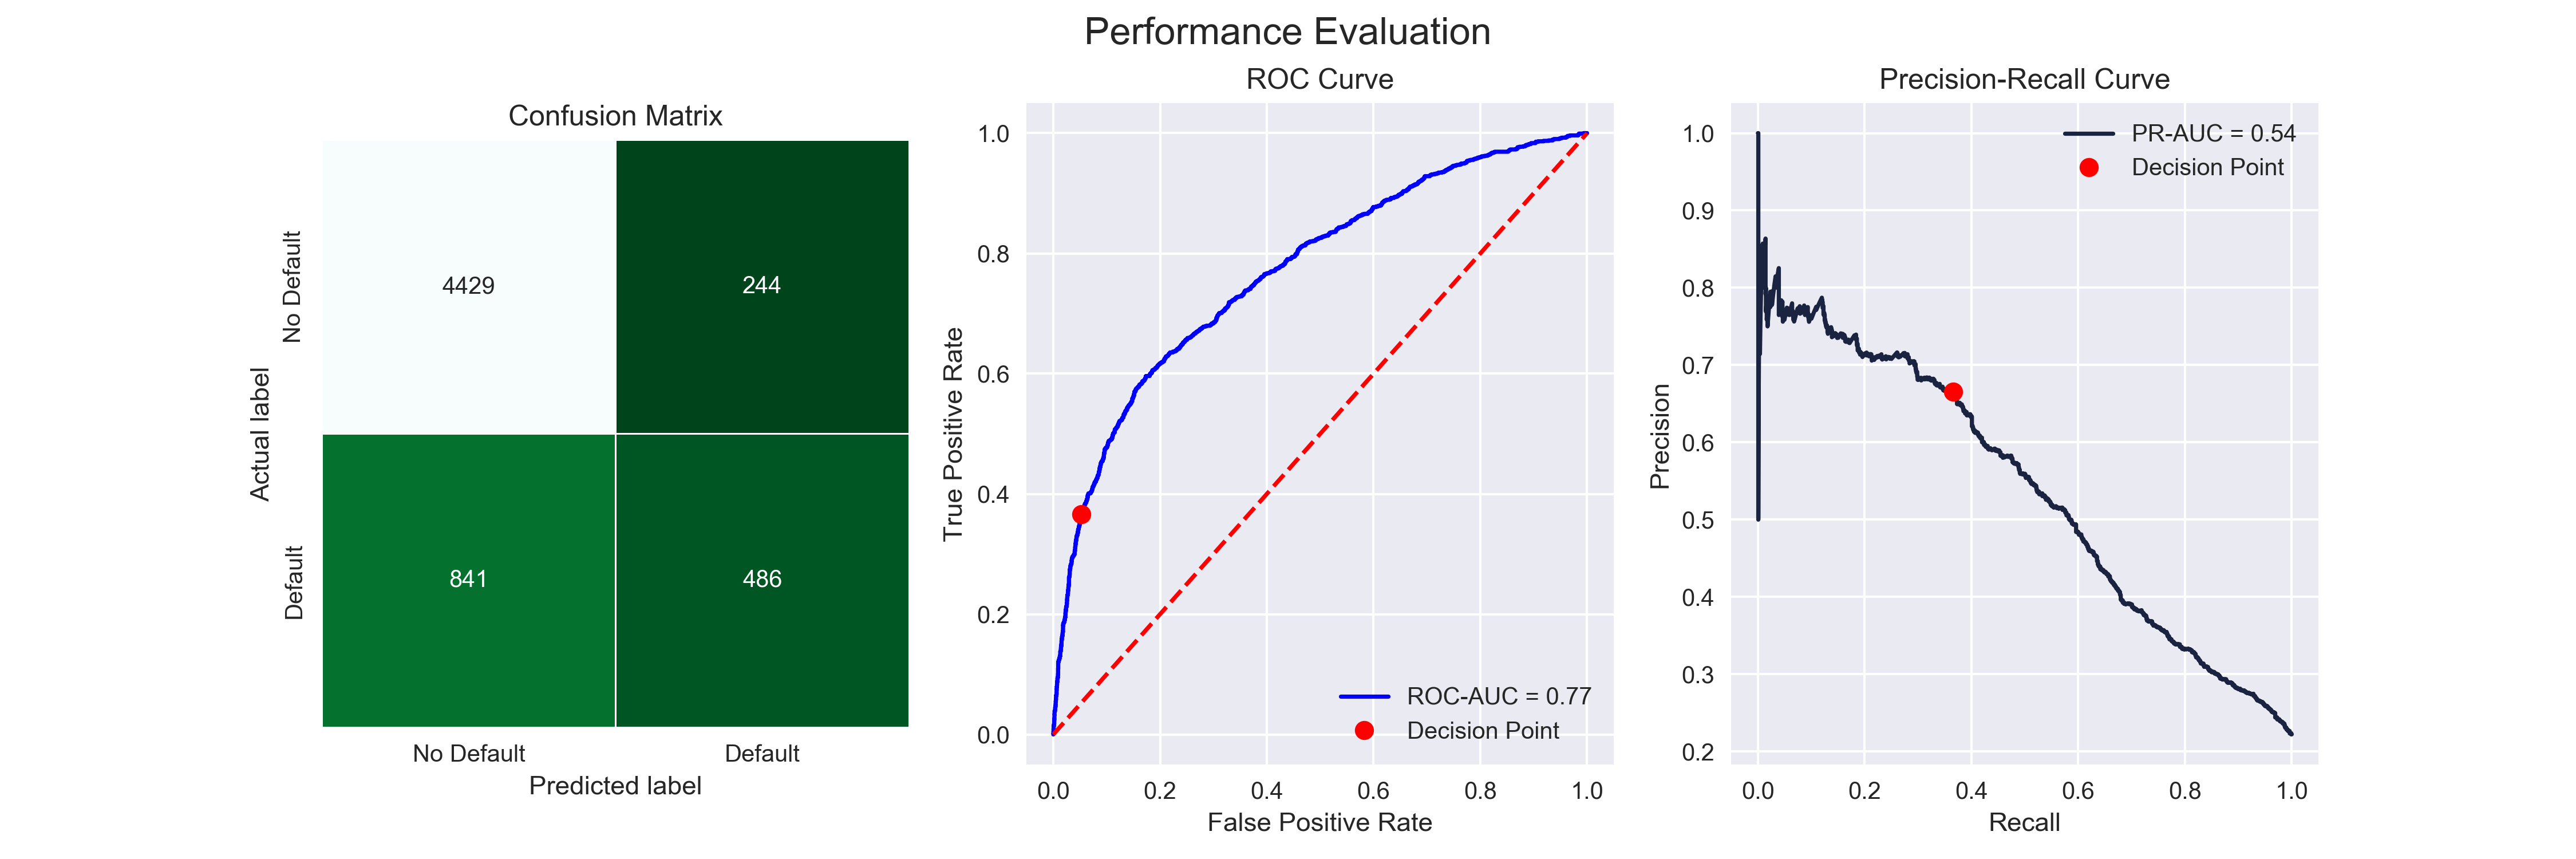 Performance Evaluation
Confusion Matrix
No Default
Default
Actual label
4429
244
841
486
No Default
Default
Predicted label
ROC Curve
True Positive Rate
1.0
0.8
0.6
0.4
0.2
0.0
ROC-AUC = 0.77
Decision Point
0.0
0.2
0.4
0.6
0.8
1.0
False Positive Rate
Precision-Recall Curve
Precision
1.0
0.9
0.8
0.7
0.6
0.5
0.4
0.3
0.2
PR-AUC = 0.54
Decision Point
0.0
0.2
0.4
0.6
0.8
1.0
Recall